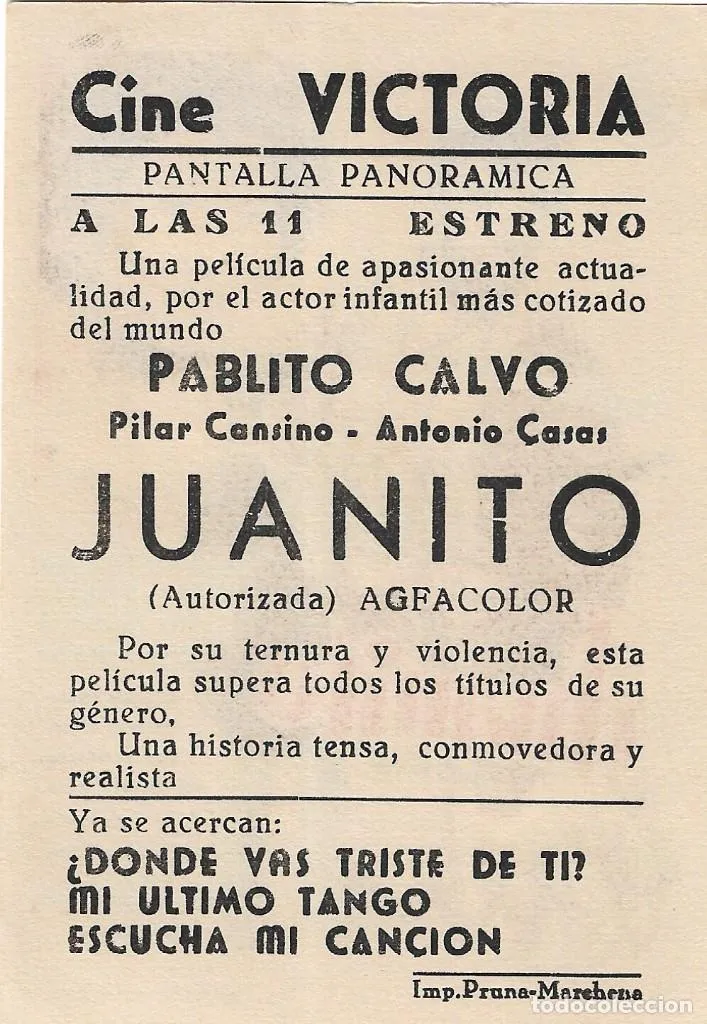 Cine VICTORIA
PANTALLA PANORAMICA
A LAS 11 ESTRENO
Una película de apasionante actua-
lidad, por el actor infantil más cotizado
del mundo
PABLITO CALVO
Pilar Cansino - Antonio Çasas
JUANITO
(Autorizada) AGFACOLOR
Por su ternura y violencia, esta
película supera todos los títulos de su
género,
Una historia tensa, conmovedora y
realista
Ya se acercan:
¿DONDE VAS TRISTE DE TI?
MI ULTIMO TANGO
ESCUCHA MI CANÇION
Imp. Pruna-Marchena
todocoleccion